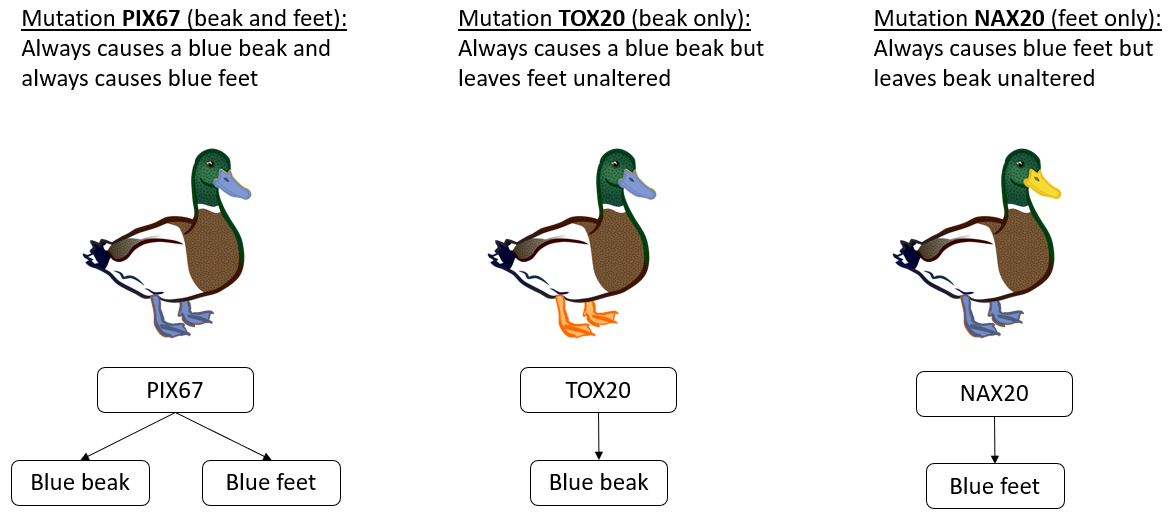 Mutation PIX67 (beak and feet):
Always causes a blue beak and
always causes blue feet
Mutation TOX20 (beak only):
Always causes a blue beak but
leaves feet unaltered
Mutation NAX20 (feet only):
Always causes blue feet but
leaves beak unaltered
PIX67
Blue beak
Blue feet
TOX20
Blue beak
NAX20
Blue feet